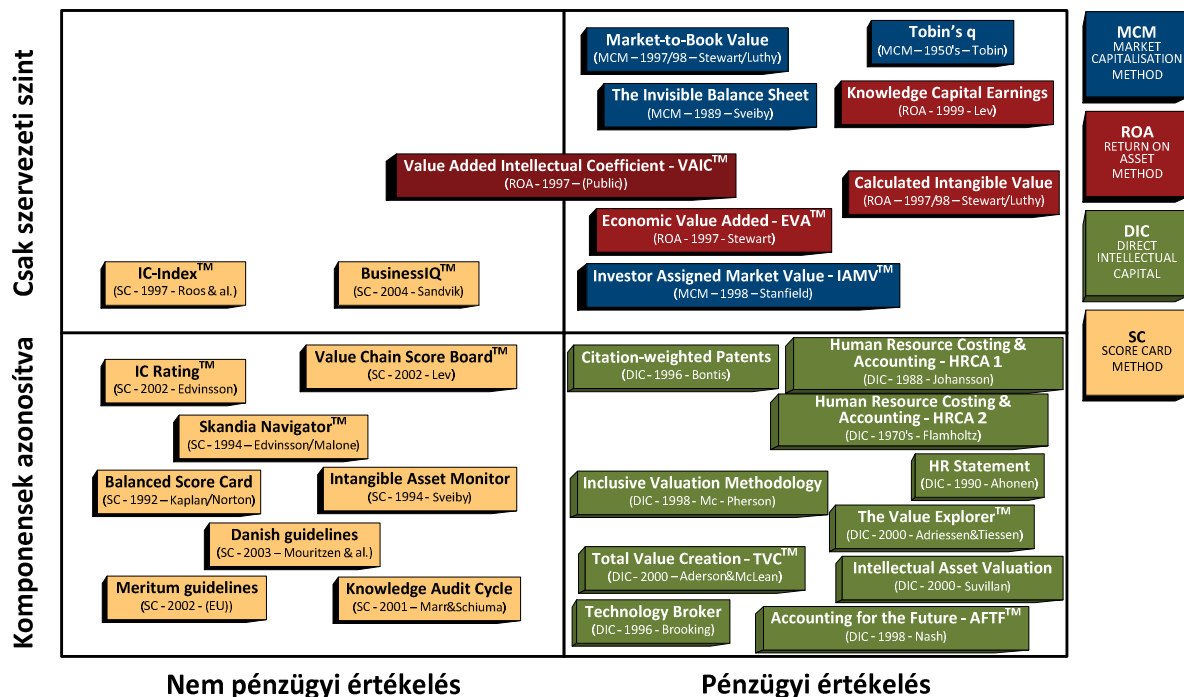 Csak szervezeti szint
Market-to-Book Value
(MCM – 1997/98 - Stewart/Luthy)
Tobin's q
(MCM – 1950's – Tobin)
The Invisible Balance Sheet
(MCM – 1989 – Sveiby)
Knowledge Capital Earnings
(ROA - 1999 - Lev)
Value Added Intellectual Coefficient - VAIC™
(ROA - 1997 – (Public))
Calculated Intangible Value
(ROA - 1997/98 – Stewart/Luthy)
Economic Value Added - EVA™
(ROA - 1997 - Stewart)
IC-Index™
(SC - 1997 - Roos & al.)
BusinessIQ™
(SC - 2004 - Sandvik)
Investor Assigned Market Value - IAMV™
(MCM – 1998 - Stanfield)
Komponensek azonosítva
IC Rating™
(SC - 2002 - Edvinsson)
Value Chain Score Board™
(SC - 2002 - Lev)
Skandia Navigator™
(SC - 1994 – Edvinsson/Malone)
Balanced Score Card
(SC - 1992 - Kaplan/Norton)
Intangible Asset Monitor
(SC - 1994 - Sveiby)
Danish guidelines
(SC - 2003 – Mouritzen & al.)
Meritum guidelines
(SC - 2002 - (EU))
Knowledge Audit Cycle
(SC - 2001 - Marr&Schiuma)
Citation-weighted Patents
(DIC - 1996 - Bontis)
Human Resource Costing &
Accounting - HRCA 1
(DIC - 1988 - Johansson)
Human Resource Costing &
Accounting - HRCA 2
(DIC - 1970's - Flamholtz)
HR Statement
(DIC - 1990 - Ahonen)
Inclusive Valuation Methodology
(DIC - 1998 - Mc - Pherson)
The Value Explorer™
(DIC - 2000 - Adriessen&Tiessen)
Total Value Creation - TVC™
(DIC - 2000 - Aderson&McLean)
Intellectual Asset Valuation
(DIC - 2000- Suvillan)
Technology Broker
(DIC - 1996 - Brooking)
Accounting for the Future - AFTF™
(DIC - 1998 - Nash)
Nem pénzügyi értékelés
Pénzügyi értékelés
MCM
MARKET
CAPITALISATION
METHOD
ROA
RETURN ON
ASSET
METHOD
DIC
DIRECT
INTELLECTUAL
CAPITAL
SC
SCORE CARD
METHOD